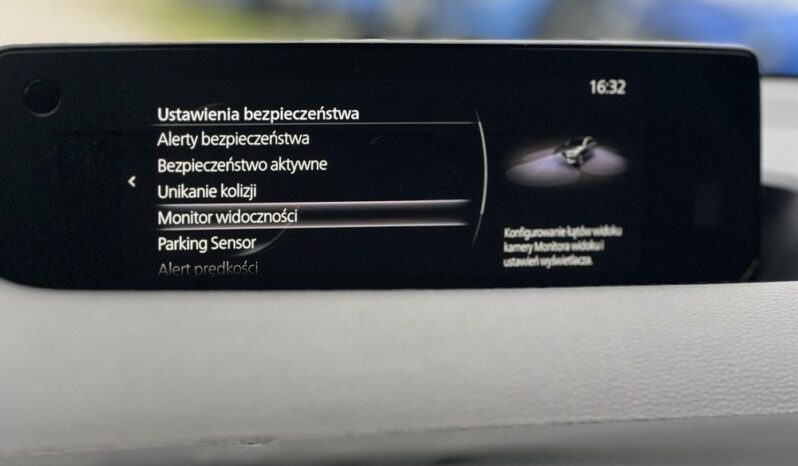 16:32
Ustawienia bezpieczeństwa
Alerty bezpieczeństwa
Bezpieczeństwo aktywne
Unikanie kolizji
Monitor widoczności
Parking Sensor
Alert prędkości
Konfigurowanie kątów widoku
kamery Monitora widoku i
ustawień wyświetlacza.